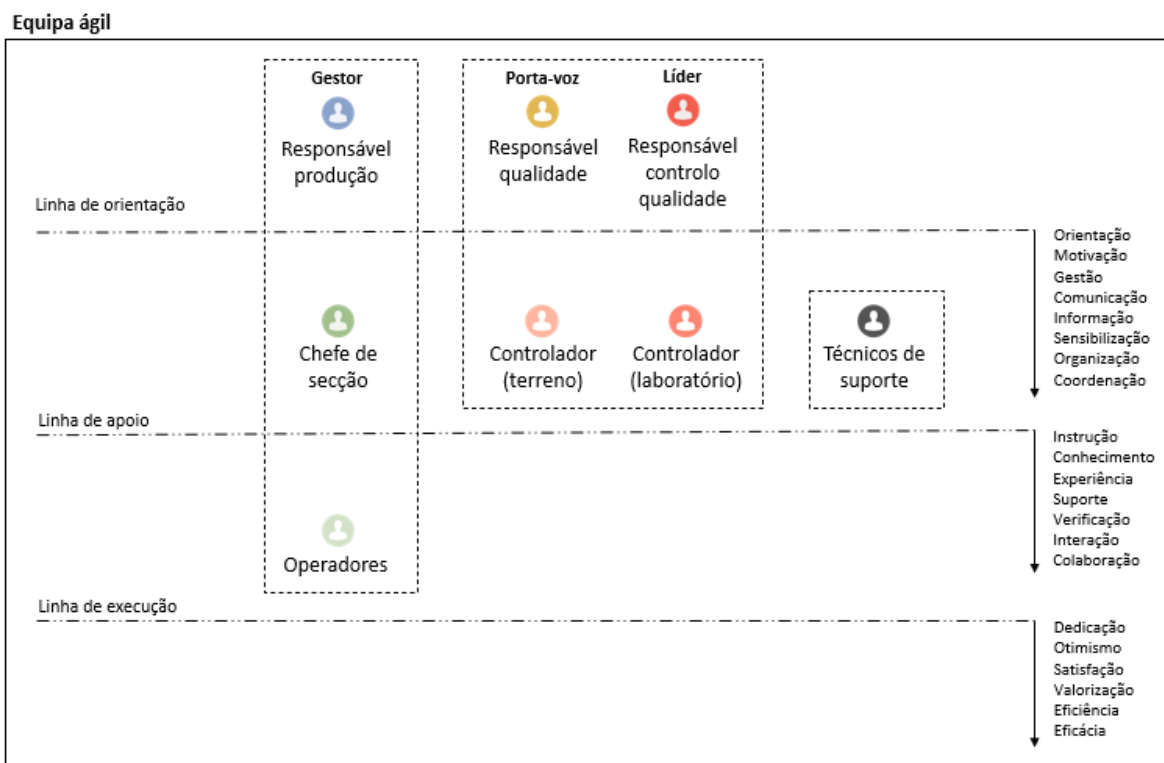 Equipa ágil
Gestor
Porta-voz
Líder
Responsável
produção
Responsável
qualidade
Responsável
controlo
qualidade
Linha de orientação
Orientação
Motivação
Gestão
Comunicação
Informação
Sensibilização
Organização
Coordenação
Chefe de
secção
Controlador
(terreno)
Controlador
(laboratório)
Técnicos de
suporte
Linha de apoio
Instrução
Conhecimento
Experiência
Suporte
Verificação
Interação
Colaboração
Operadores
Linha de execução
Dedicação
Otimismo
Satisfação
Valorização
Eficiência
Eficácia